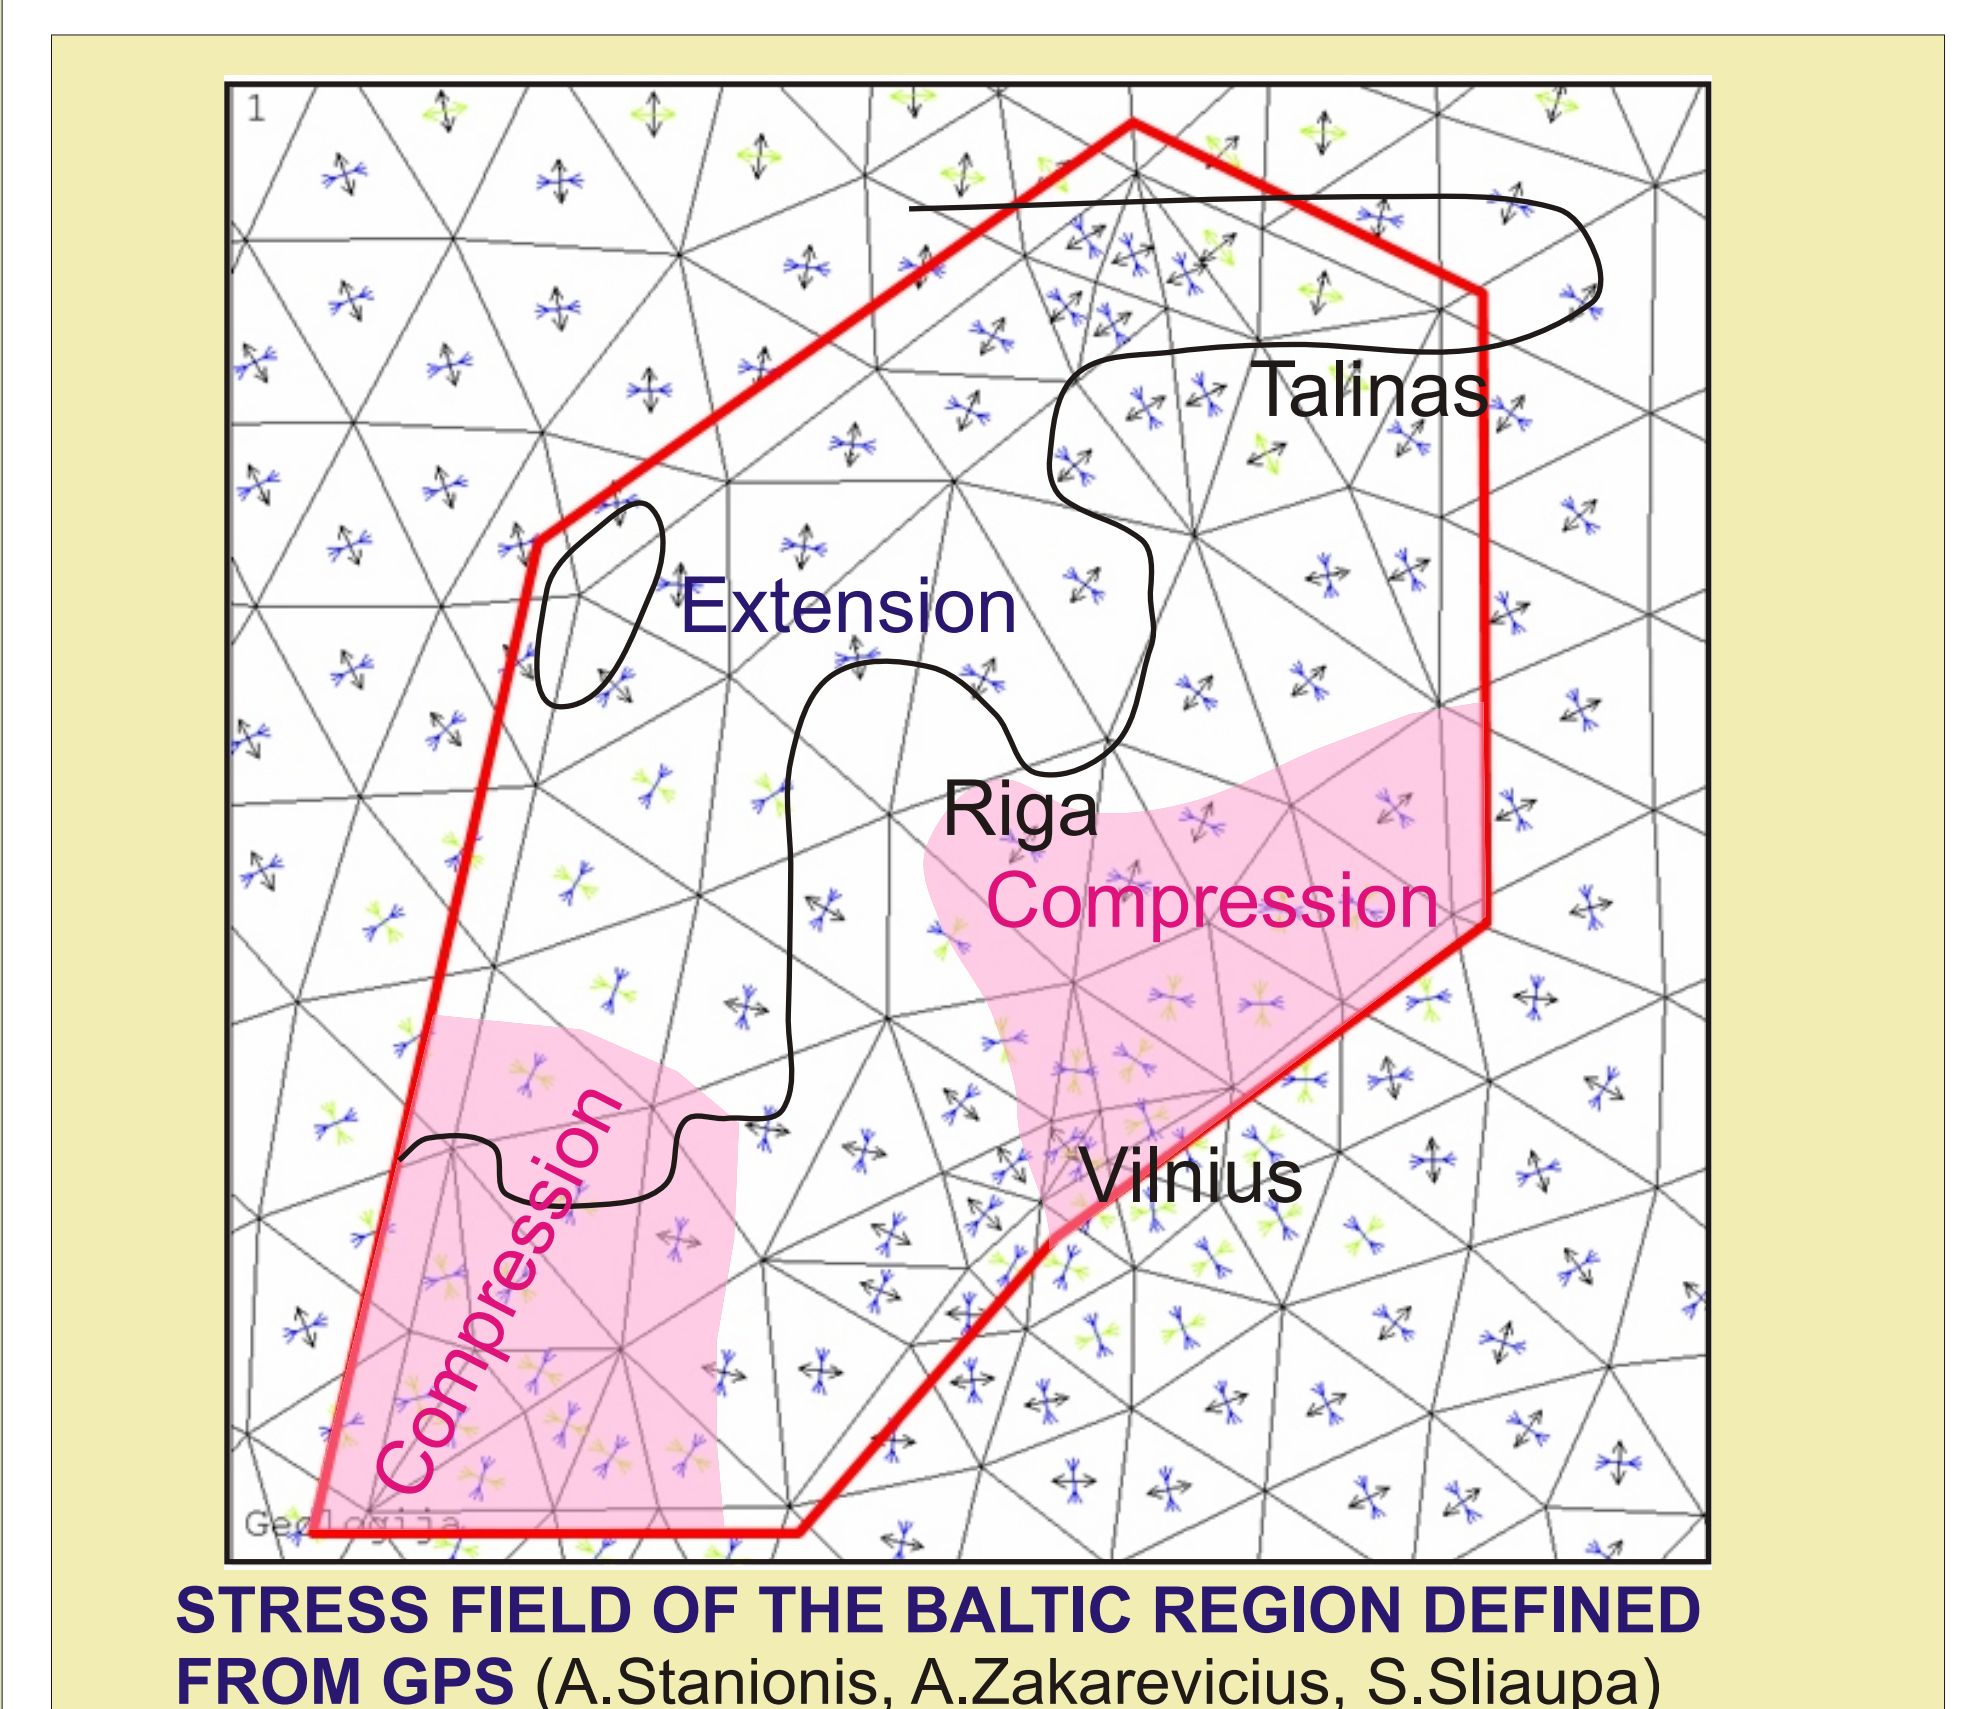 1
Talinas
Extension
Riga
Compression
Compression
Vilnius
Geologija
STRESS FIELD OF THE BALTIC REGION DEFINED
FROM GPS (A.Stanionis, A.Zakarevicius, S.Sliaupa)